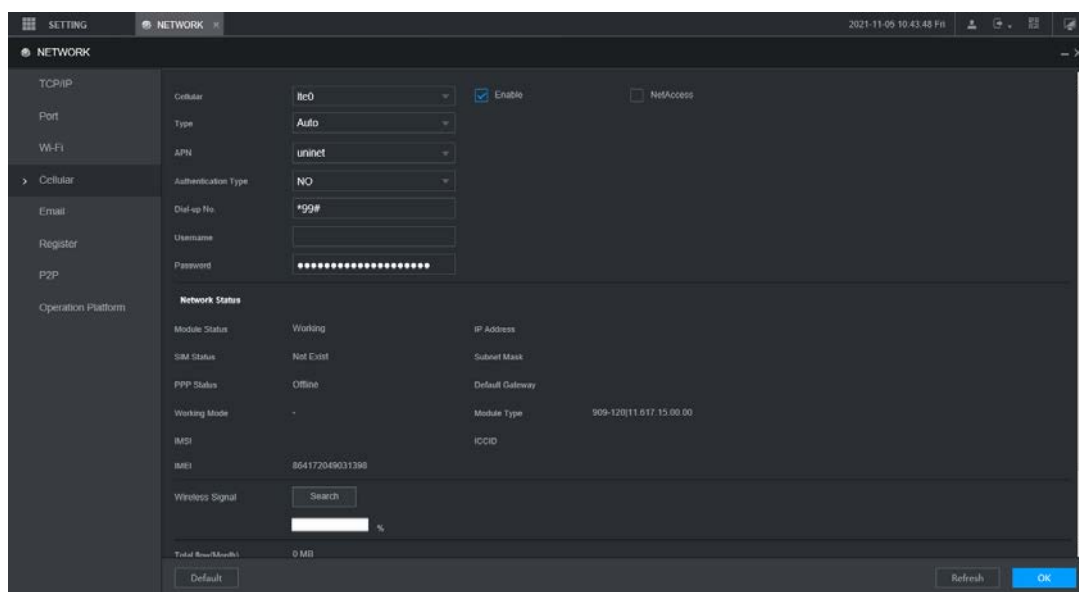 SETTING NETWORK × 2021-11-05 10:43:48 Fri
NETWORK
TCP/IP
Port
Wi-Fi
Cellular
Email
Register
P2P
Operation Platform
Cellular lte0 Enable NetAccess
Type Auto
APN uninet
Authentication Type NO
Dial-up No. *99#
Username
Password ••••••••••••••••••••
Network Status
Module Status Working IP Address
SIM Status Not Exist Subnet Mask
PPP Status Offline Default Gateway
Working Mode - Module Type 909-120|11.617.15.00.00
IMSI ICCID
IMEI 864172049031398
Wireless Signal Search
%
Total flow(Month) 0 MB
Default Refresh OK